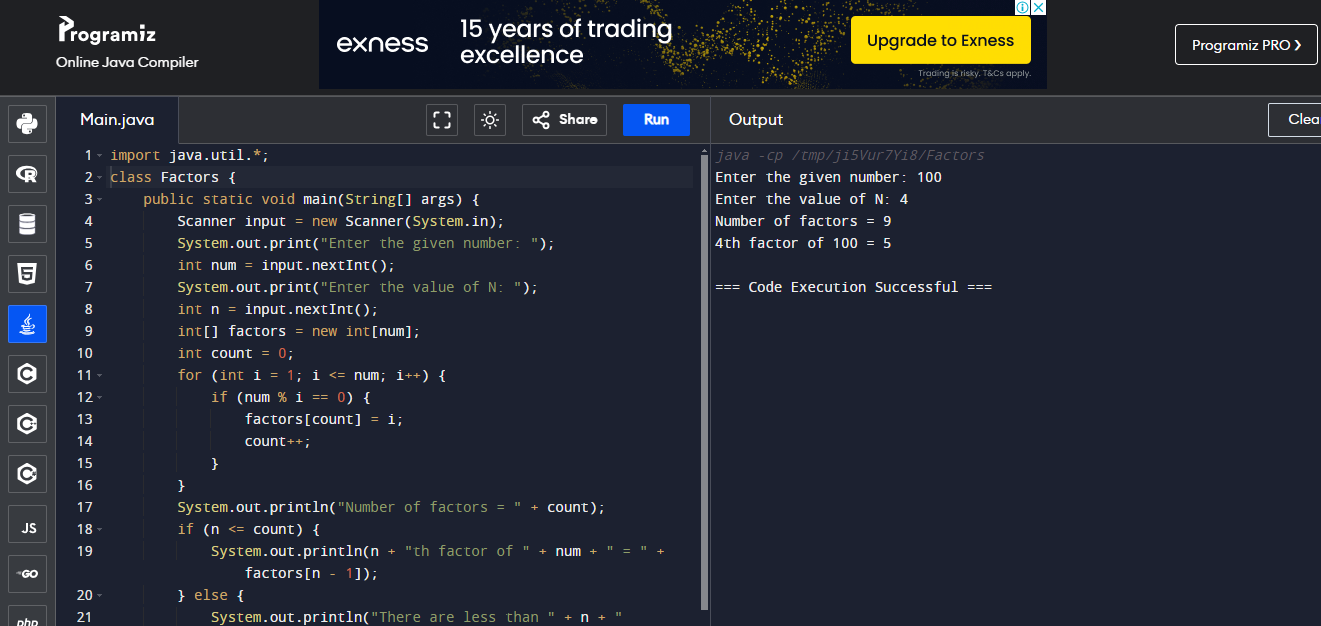 Programiz
Online Java Compiler
exness
15 years of trading
excellence
Upgrade to Exness
Trading is risky. T&Cs apply.
Programiz PRO ❯
Main.java
Share
Run
Output
Clea
1 import java.util.*;
2 class Factors {
3 public static void main(String[] args) {
4 Scanner input = new Scanner(System.in);
5 System.out.print("Enter the given number: ");
6 int num = input.nextInt();
7 System.out.print("Enter the value of N: ");
8 int n = input.nextInt();
9 int[] factors = new int[num];
10 int count = 0;
11 for (int i = 1; i <= num; i++) {
12 if (num % i == 0) {
13 factors[count] = i;
14 count++;
15 }
16 }
17 System.out.println("Number of factors = " + count);
18 if (n <= count) {
19 System.out.println(n + "th factor of " + num + " = " +
factors[n - 1]);
20 } else {
21 System.out.println("There are less than " + n + "
java -cp /tmp/ji5Vur7Yi8/Factors
Enter the given number: 100
Enter the value of N: 4
Number of factors = 9
4th factor of 100 = 5
=== Code Execution Successful ===
R
5
C
C
C
JS
GO
php